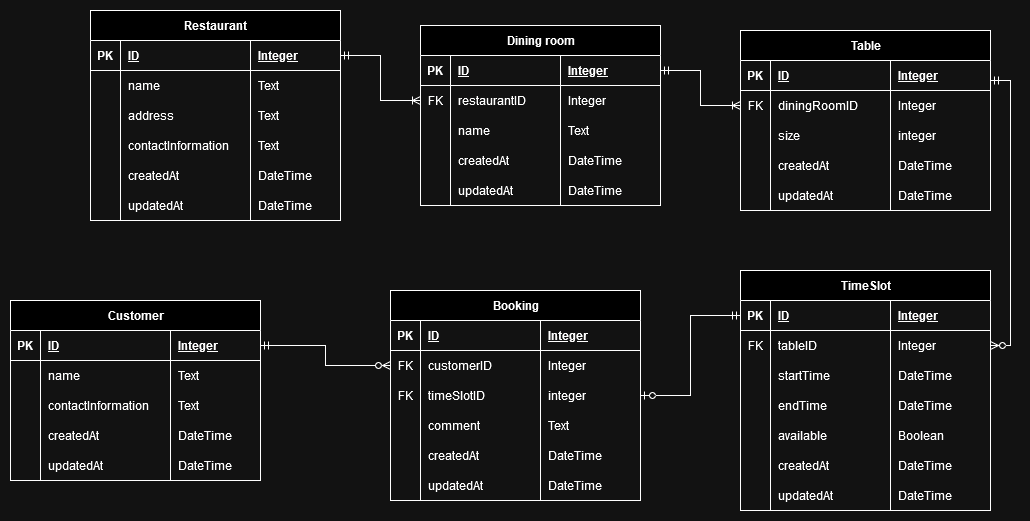 Restaurant
PK ID Integer
name Text
address Text
contactInformation Text
createdAt DateTime
updatedAt DateTime
Dining room
PK ID Integer
FK restaurantID Integer
name Text
createdAt DateTime
updatedAt DateTime
Table
PK ID Integer
FK diningRoomID Integer
size integer
createdAt DateTime
updatedAt DateTime
Customer
PK ID Integer
name Text
contactInformation Text
createdAt DateTime
updatedAt DateTime
Booking
PK ID Integer
FK customerID Integer
FK timeSlotID integer
comment Text
createdAt DateTime
updatedAt DateTime
TimeSlot
PK ID Integer
FK tableID Integer
startTime DateTime
endTime DateTime
available Boolean
createdAt DateTime
updatedAt DateTime